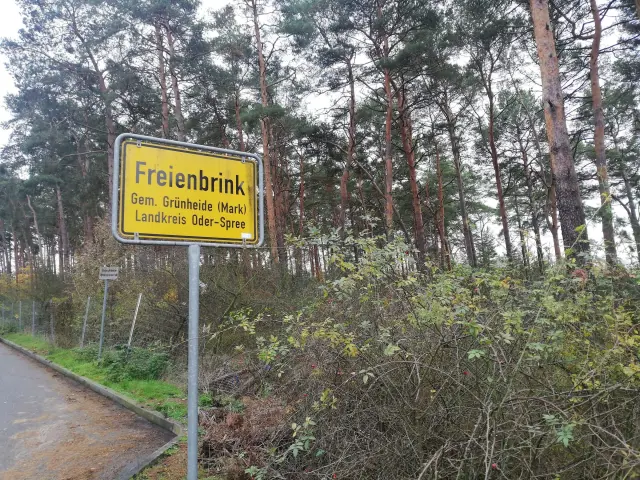 Freienbrink
Gem. Grünheide (Mark)
Landkreis Oder-Spree